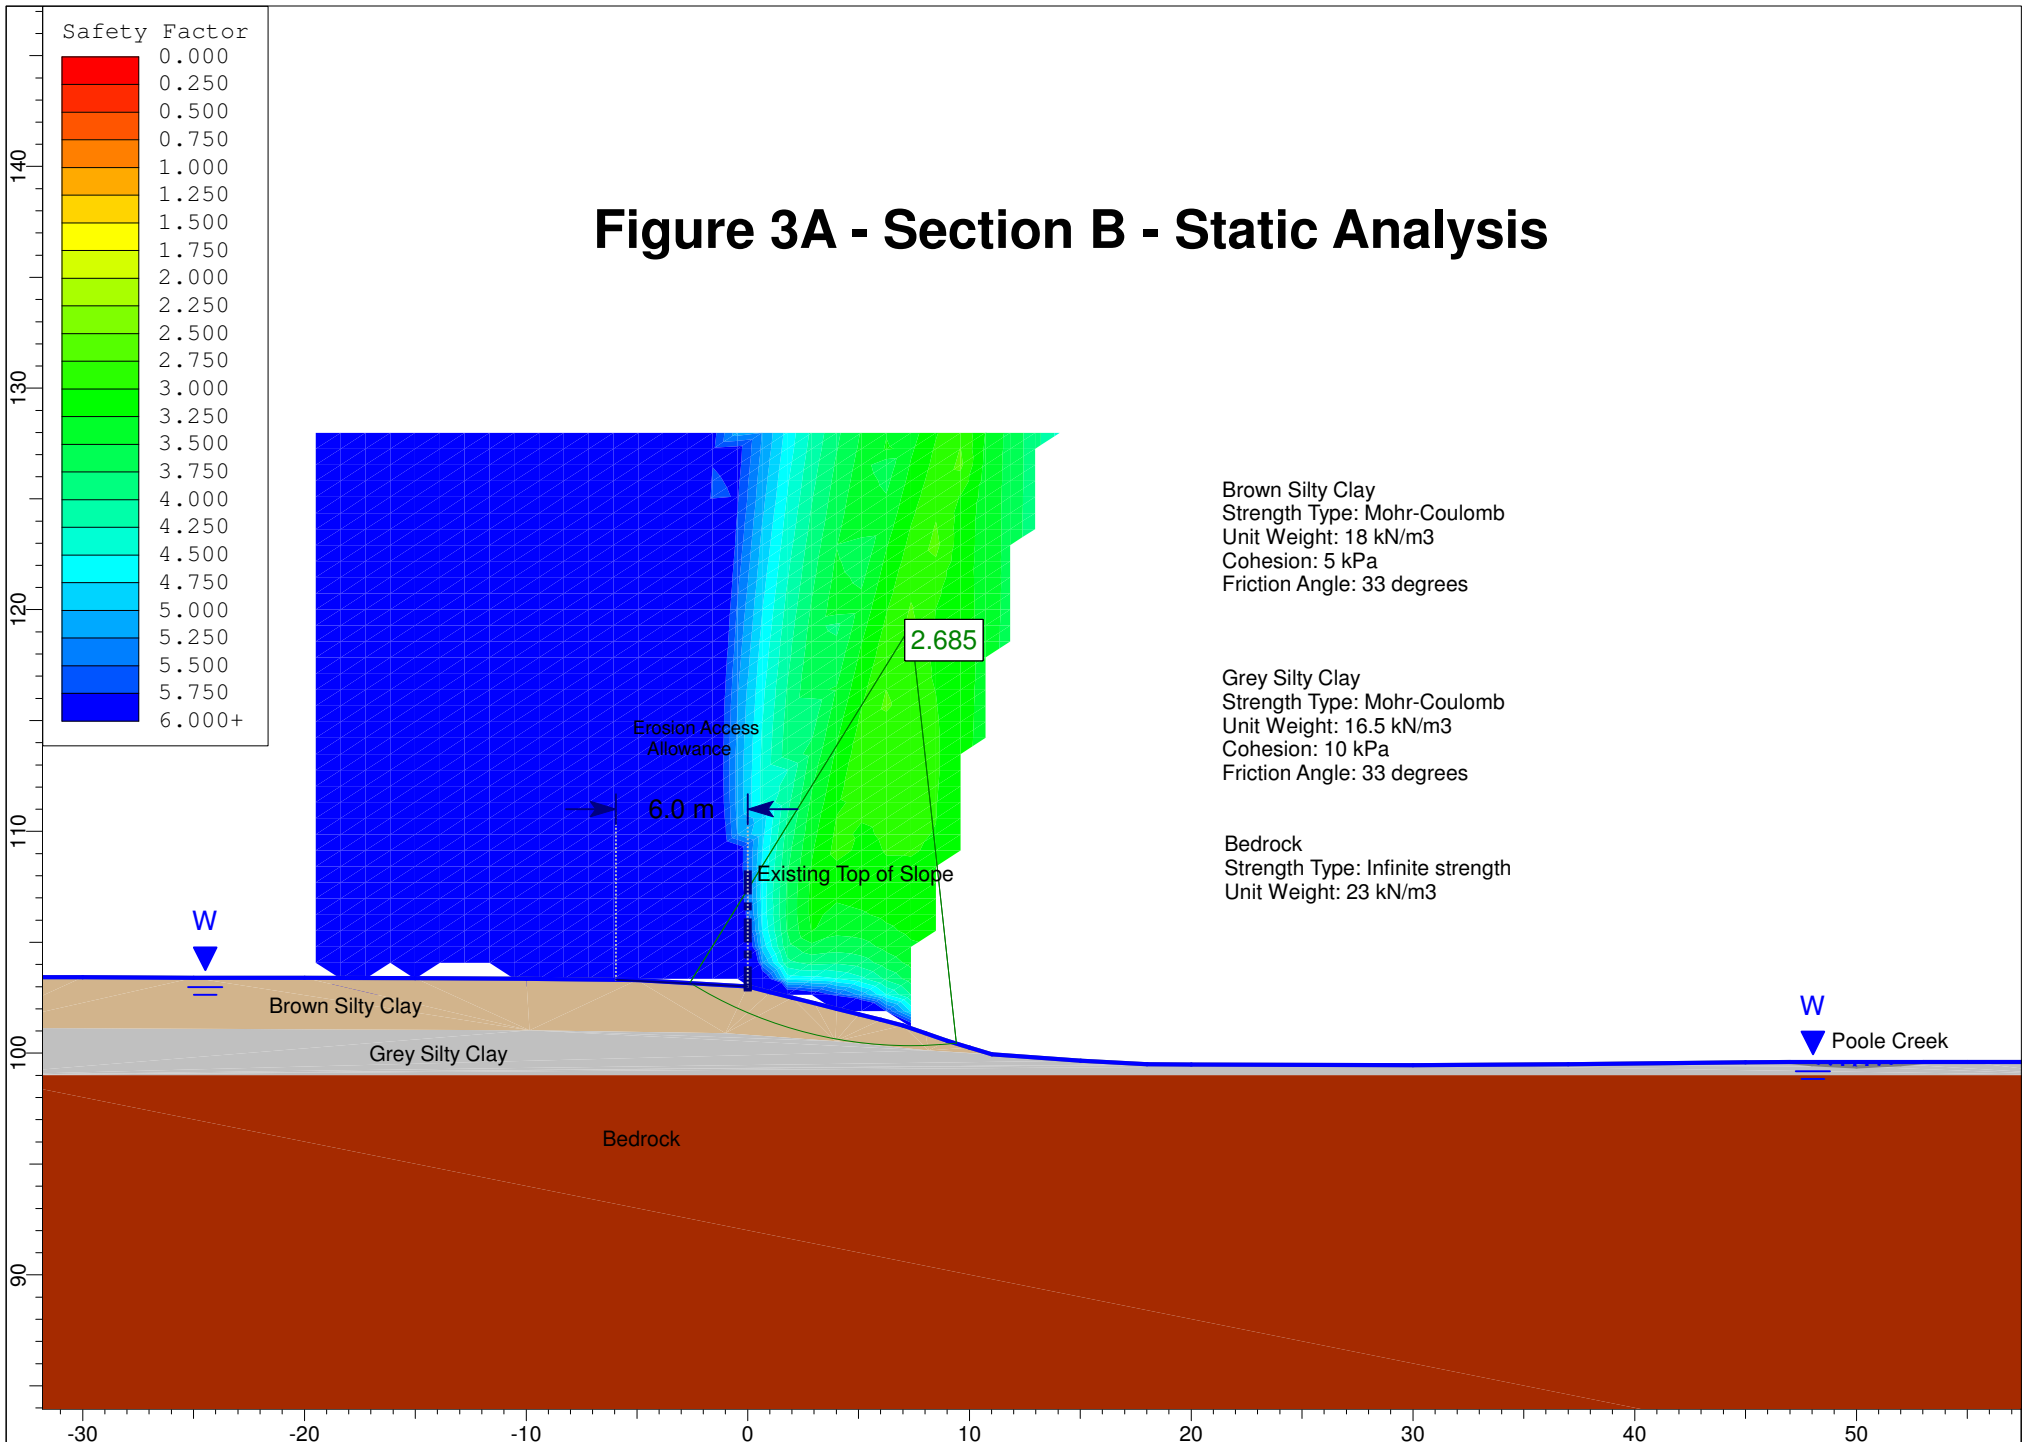 Safety Factor
0.000
0.250
0.500
0.750
1.000
1.250
1.500
1.750
2.000
2.250
2.500
2.750
3.000
3.250
3.500
3.750
4.000
4.250
4.500
4.750
5.000
5.250
5.500
5.750
6.000+
Figure 3A - Section B - Static Analysis
Brown Silty Clay
Strength Type: Mohr-Coulomb
Unit Weight: 18 kN/m3
Cohesion: 5 kPa
Friction Angle: 33 degrees
Grey Silty Clay
Strength Type: Mohr-Coulomb
Unit Weight: 16.5 kN/m3
Cohesion: 10 kPa
Friction Angle: 33 degrees
Bedrock
Strength Type: Infinite strength
Unit Weight: 23 kN/m3
2.685
Erosion Access
Allowance
6.0 m
Existing Top of Slope
W
W
Poole Creek
Brown Silty Clay
Grey Silty Clay
Bedrock
140
130
120
110
100
90
-30
-20
-10
0
10
20
30
40
50